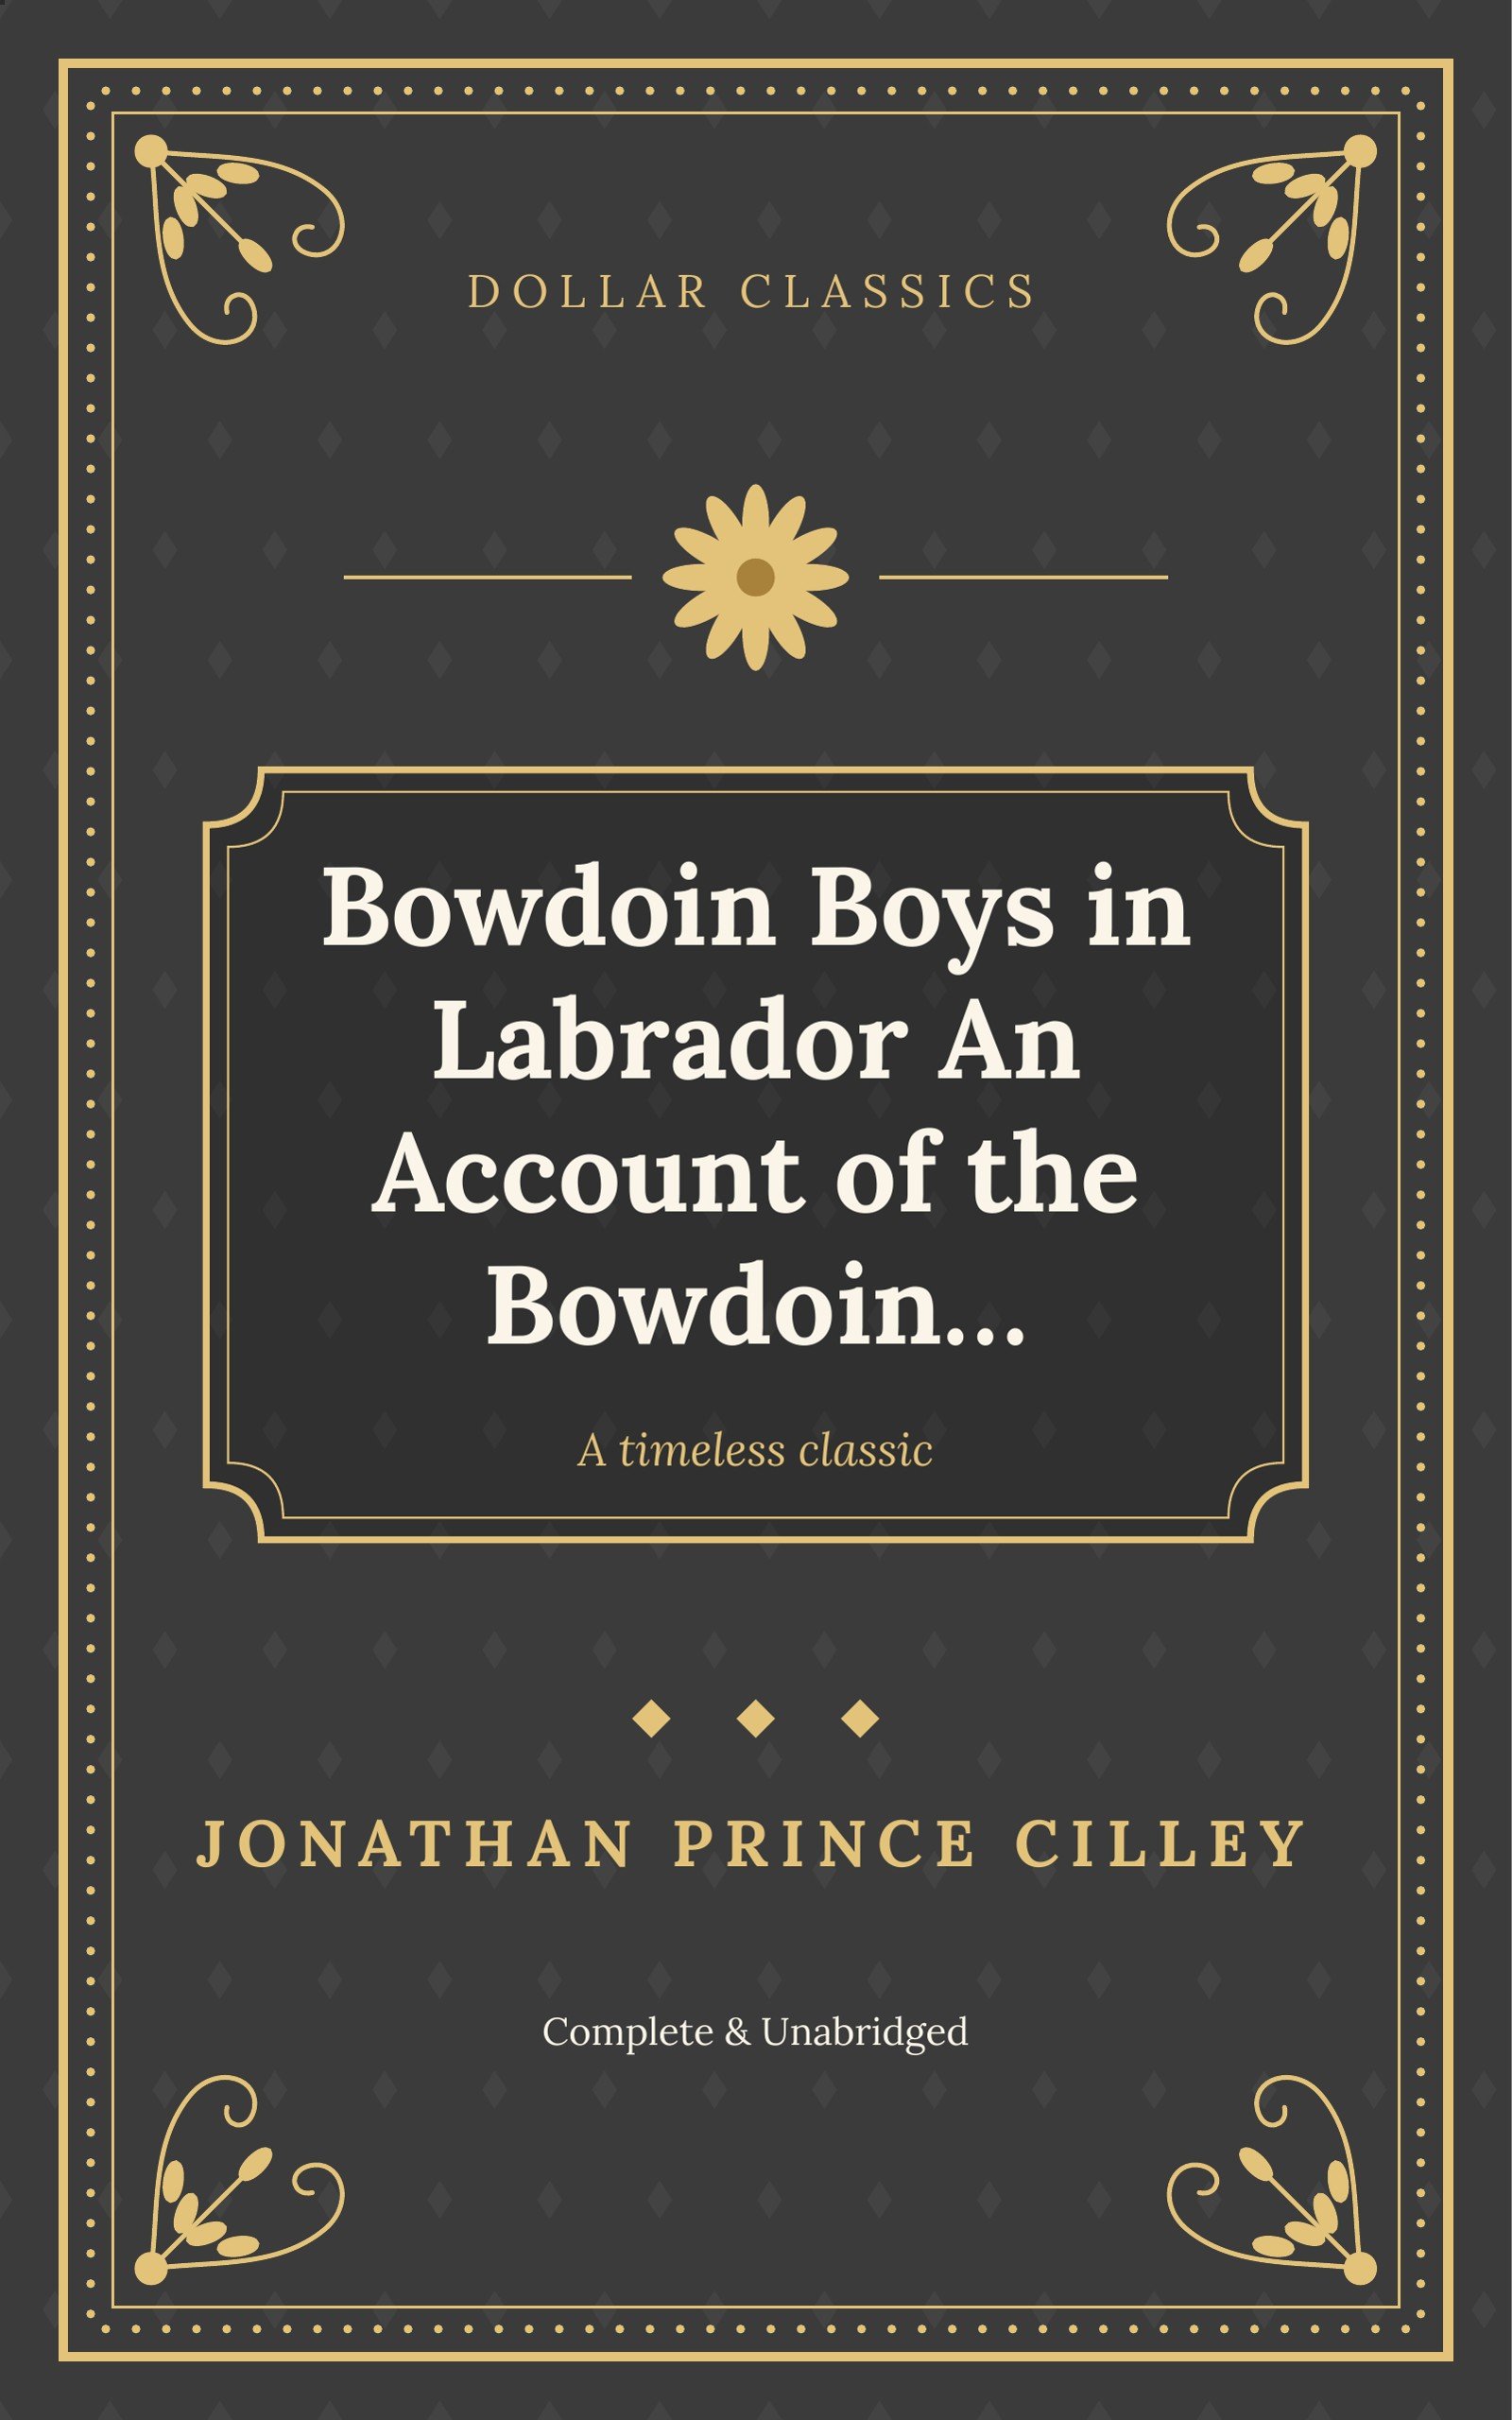 DOLLAR CLASSICS
Bowdoin Boys in
Labrador An
Account of the
Bowdoin...
A timeless classic
JONATHAN PRINCE CILLEY
Complete & Unabridged